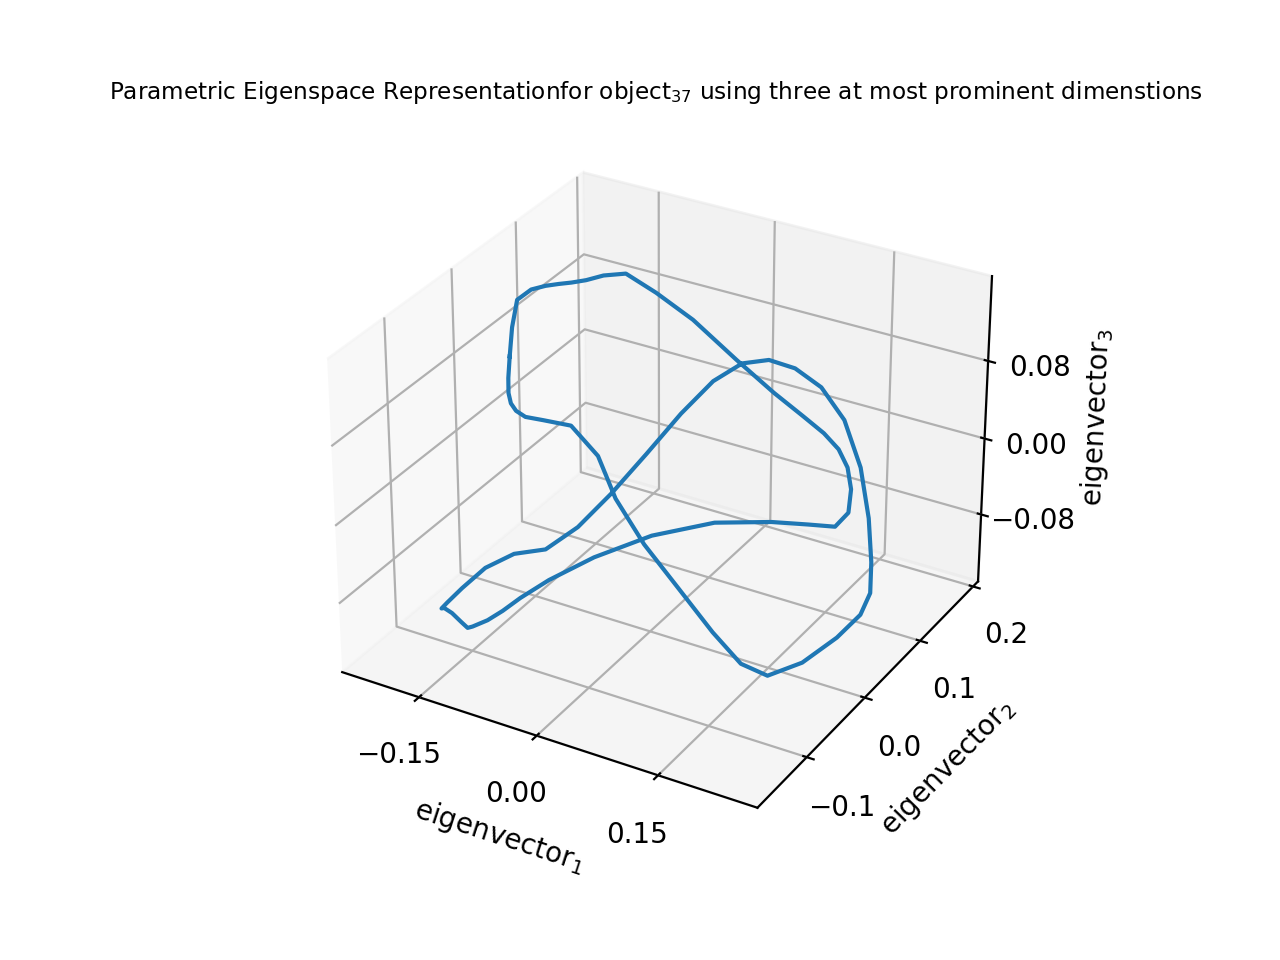 Parametric Eigenspace Representationfor object₃₇ using three at most prominent dimenstions
0.08
0.00
−0.08
eigenvector₃
0.2
0.1
0.0
−0.1
eigenvector₂
−0.15
0.00
0.15
eigenvector₁